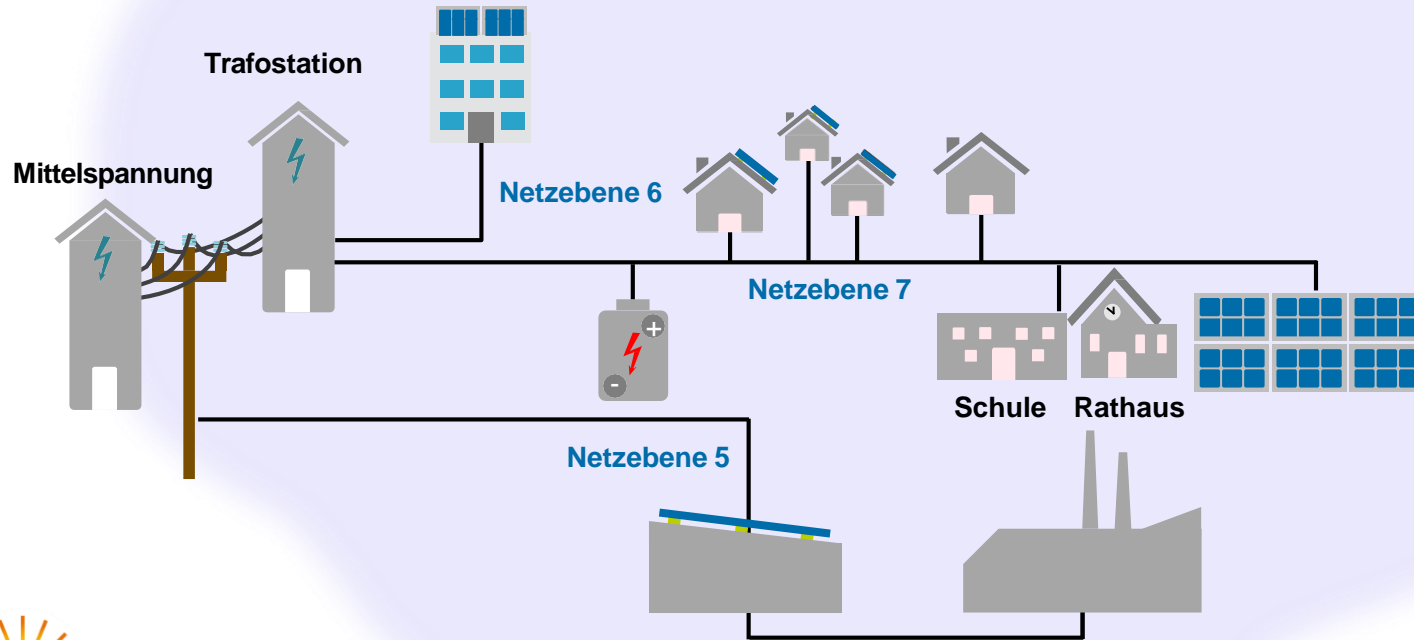 Trafostation
Mittelspannung
Netzebene 6
Netzebene 7
+
-
Schule Rathaus
Netzebene 5